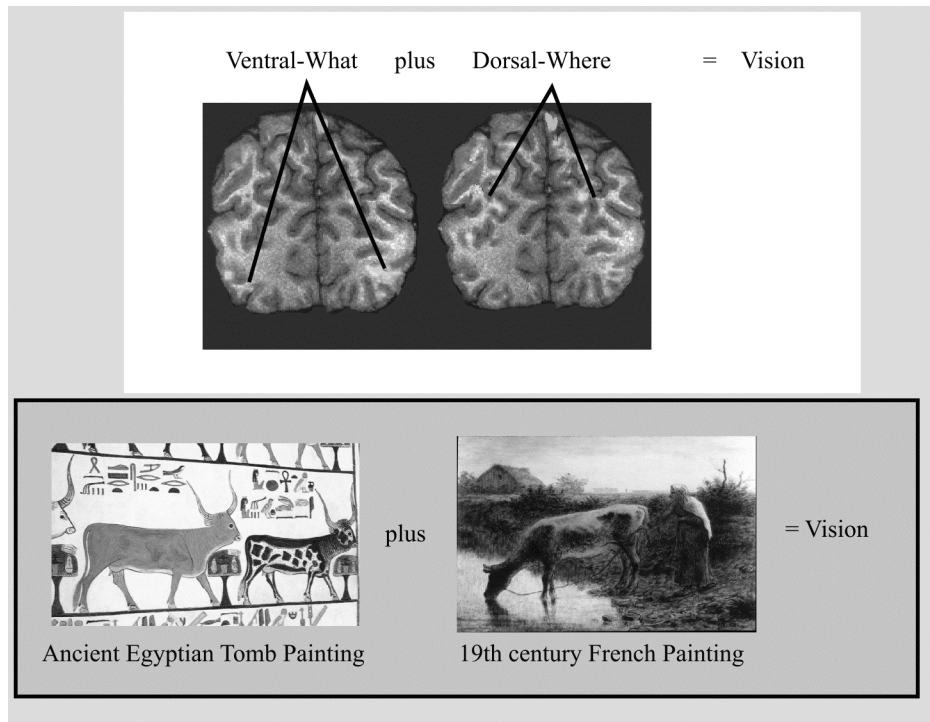 Ventral-What plus Dorsal-Where = Vision
plus
= Vision
Ancient Egyptian Tomb Painting
19th century French Painting